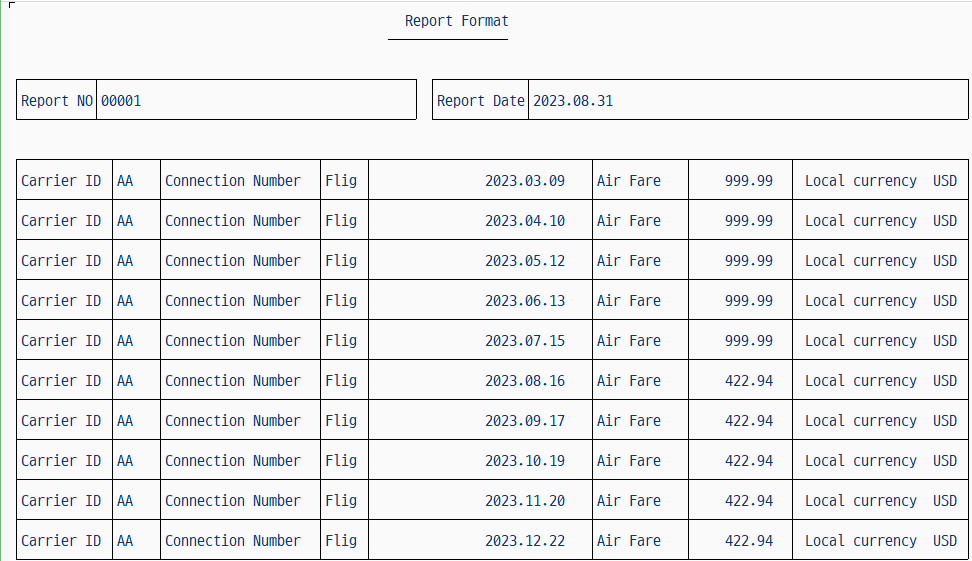 Report Format
Report NO 00001 Report Date 2023.08.31
Carrier ID AA Connection Number Flig 2023.03.09 Air Fare 999.99 Local currency USD
Carrier ID AA Connection Number Flig 2023.04.10 Air Fare 999.99 Local currency USD
Carrier ID AA Connection Number Flig 2023.05.12 Air Fare 999.99 Local currency USD
Carrier ID AA Connection Number Flig 2023.06.13 Air Fare 999.99 Local currency USD
Carrier ID AA Connection Number Flig 2023.07.15 Air Fare 999.99 Local currency USD
Carrier ID AA Connection Number Flig 2023.08.16 Air Fare 422.94 Local currency USD
Carrier ID AA Connection Number Flig 2023.09.17 Air Fare 422.94 Local currency USD
Carrier ID AA Connection Number Flig 2023.10.19 Air Fare 422.94 Local currency USD
Carrier ID AA Connection Number Flig 2023.11.20 Air Fare 422.94 Local currency USD
Carrier ID AA Connection Number Flig 2023.12.22 Air Fare 422.94 Local currency USD